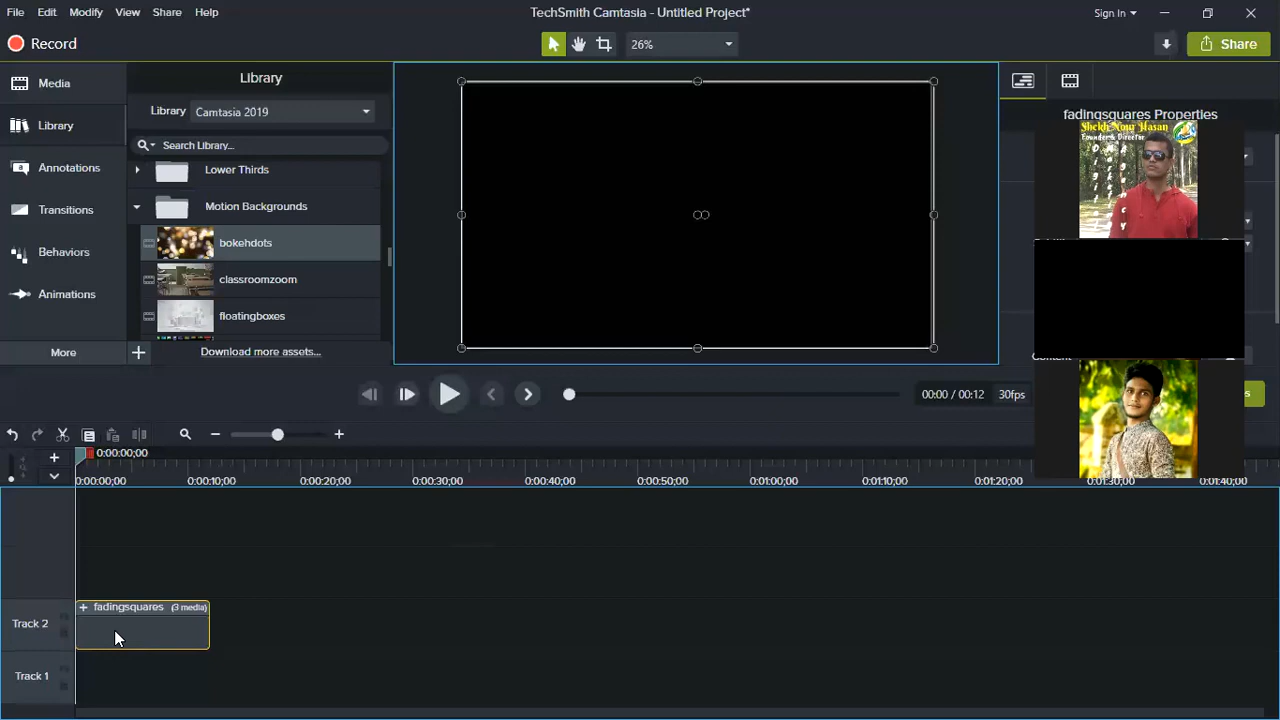 File Edit Modify View Share Help
TechSmith Camtasia - Untitled Project*
Sign In
Record
26%
Share
Media
Library
Annotations
Transitions
Behaviors
Animations
More
Library
Library Camtasia 2019
Search Library...
Lower Thirds
Motion Backgrounds
bokehdots
classroomzoom
floatingboxes
Download more assets...
fadingsquares Properties
Shekh Nour Hasan
Founder & Director
00:00 / 00:12 30fps
0:00:00;00
0:00:00;00 0:00:10;00 0:00:20;00 0:00:30;00 0:00:40;00 0:00:50;00 0:01:00;00 0:01:10;00 0:01:20;00 0:01:30;00 0:01:40;00
fadingsquares (3 media)
Track 2
Track 1